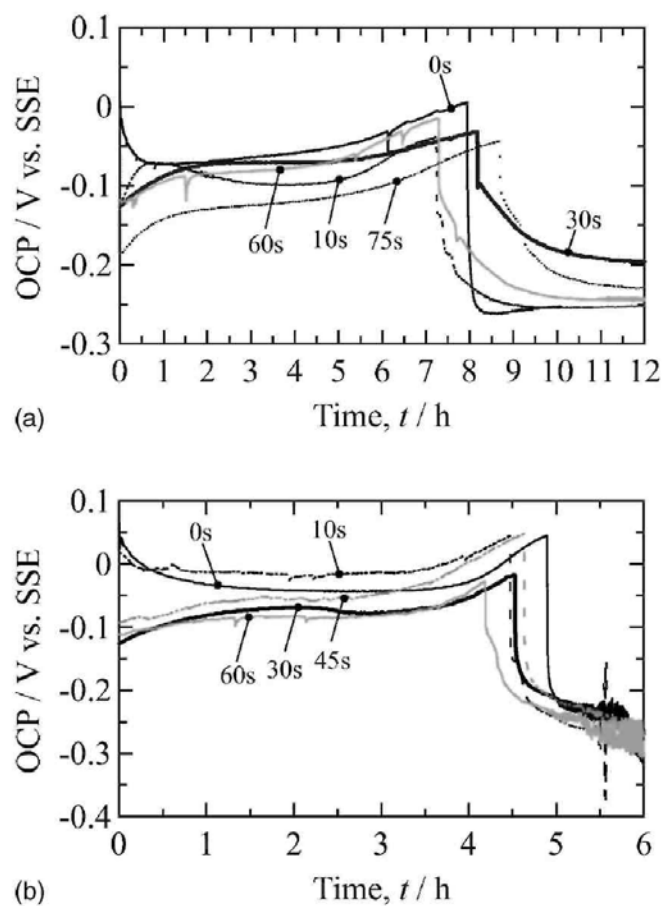 0.1
0
-0.1
-0.2
-0.3
OCP / V vs. SSE
0s
60s
10s
75s
30s
0 1 2 3 4 5 6 7 8 9 10 11 12
Time, t / h
(a)
0.1
0
-0.1
-0.2
-0.3
-0.4
OCP / V vs. SSE
0s
10s
60s
30s
45s
0 1 2 3 4 5 6
Time, t / h
(b)